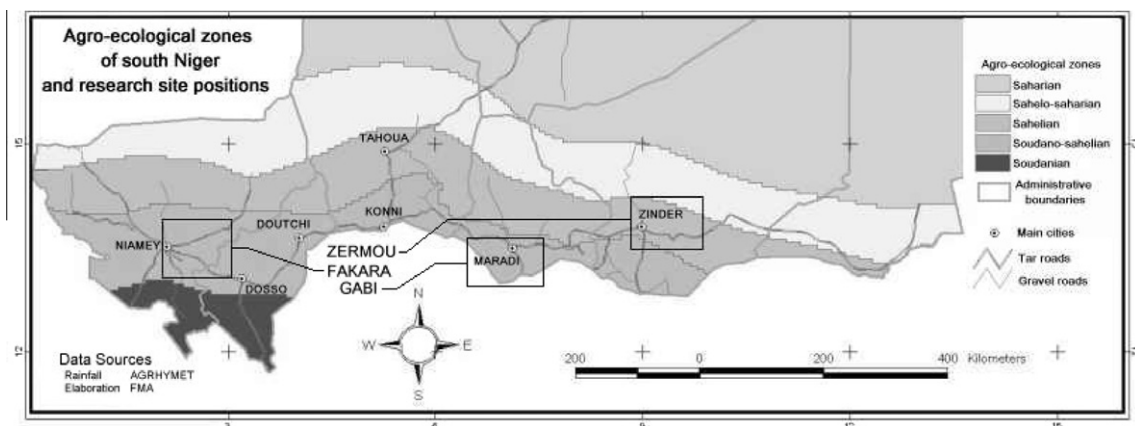 Agro-ecological zones
of south Niger
and research site positions
Agro-ecological zones
Saharian
Sahelo-saharian
Sahelian
Soudano-sahelian
Soudanian
Administrative
boundaries
Main cities
Tar roads
Gravel roads
TAHOUA
KONNI
DOUTCHI
NIAMEY
DOSSO
ZINDER
MARADI
ZERMOU
FAKARA
GABI
N
W E
S
Data Sources
Rainfall AGRHYMET
Elaboration FMA
200 0 200 400 Kilometers
15
12